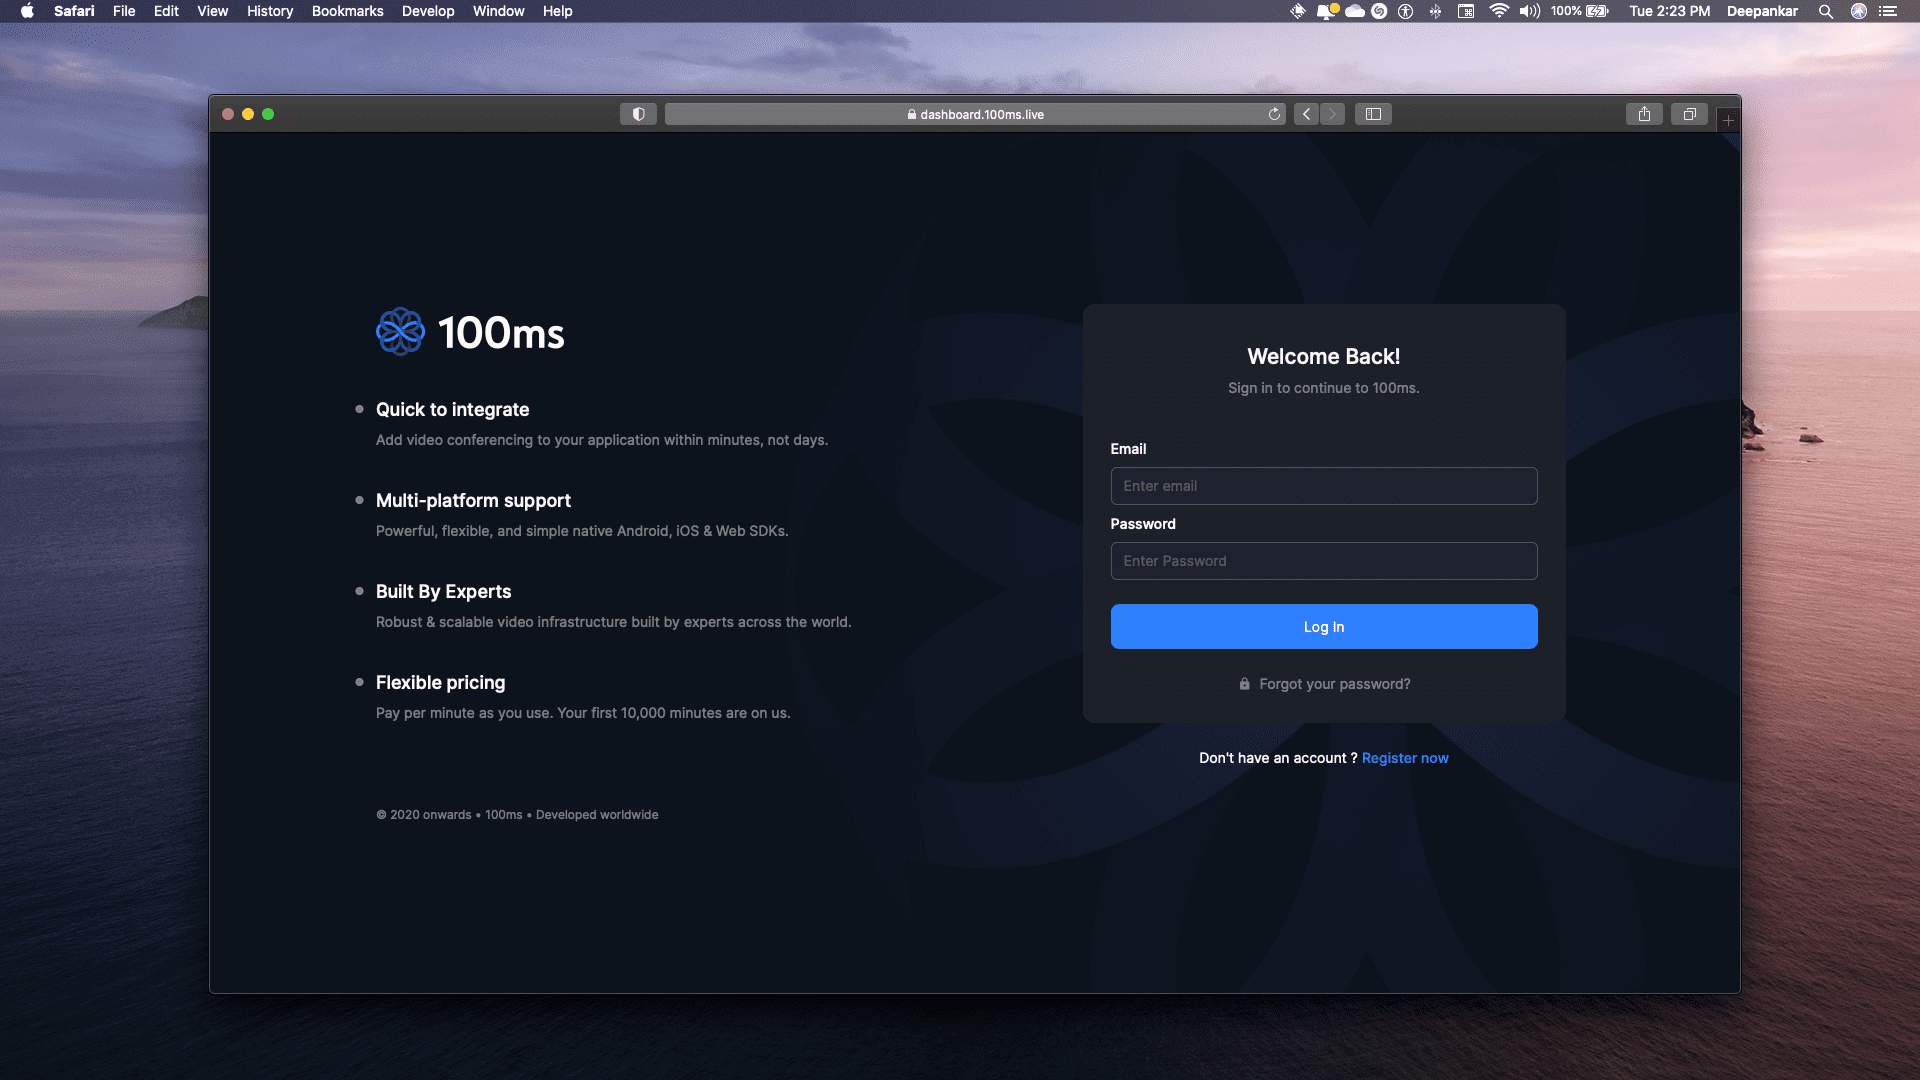 Safari File Edit View History Bookmarks Develop Window Help 100% Tue 2:23 PM Deepankar
dashboard.100ms.live
100ms
Quick to integrate
Add video conferencing to your application within minutes, not days.
Multi-platform support
Powerful, flexible, and simple native Android, iOS & Web SDKs.
Built By Experts
Robust & scalable video infrastructure built by experts across the world.
Flexible pricing
Pay per minute as you use. Your first 10,000 minutes are on us.
© 2020 onwards • 100ms • Developed worldwide
Welcome Back!
Sign in to continue to 100ms.
Email
Enter email
Password
Enter Password
Log In
Forgot your password?
Don't have an account ? Register now